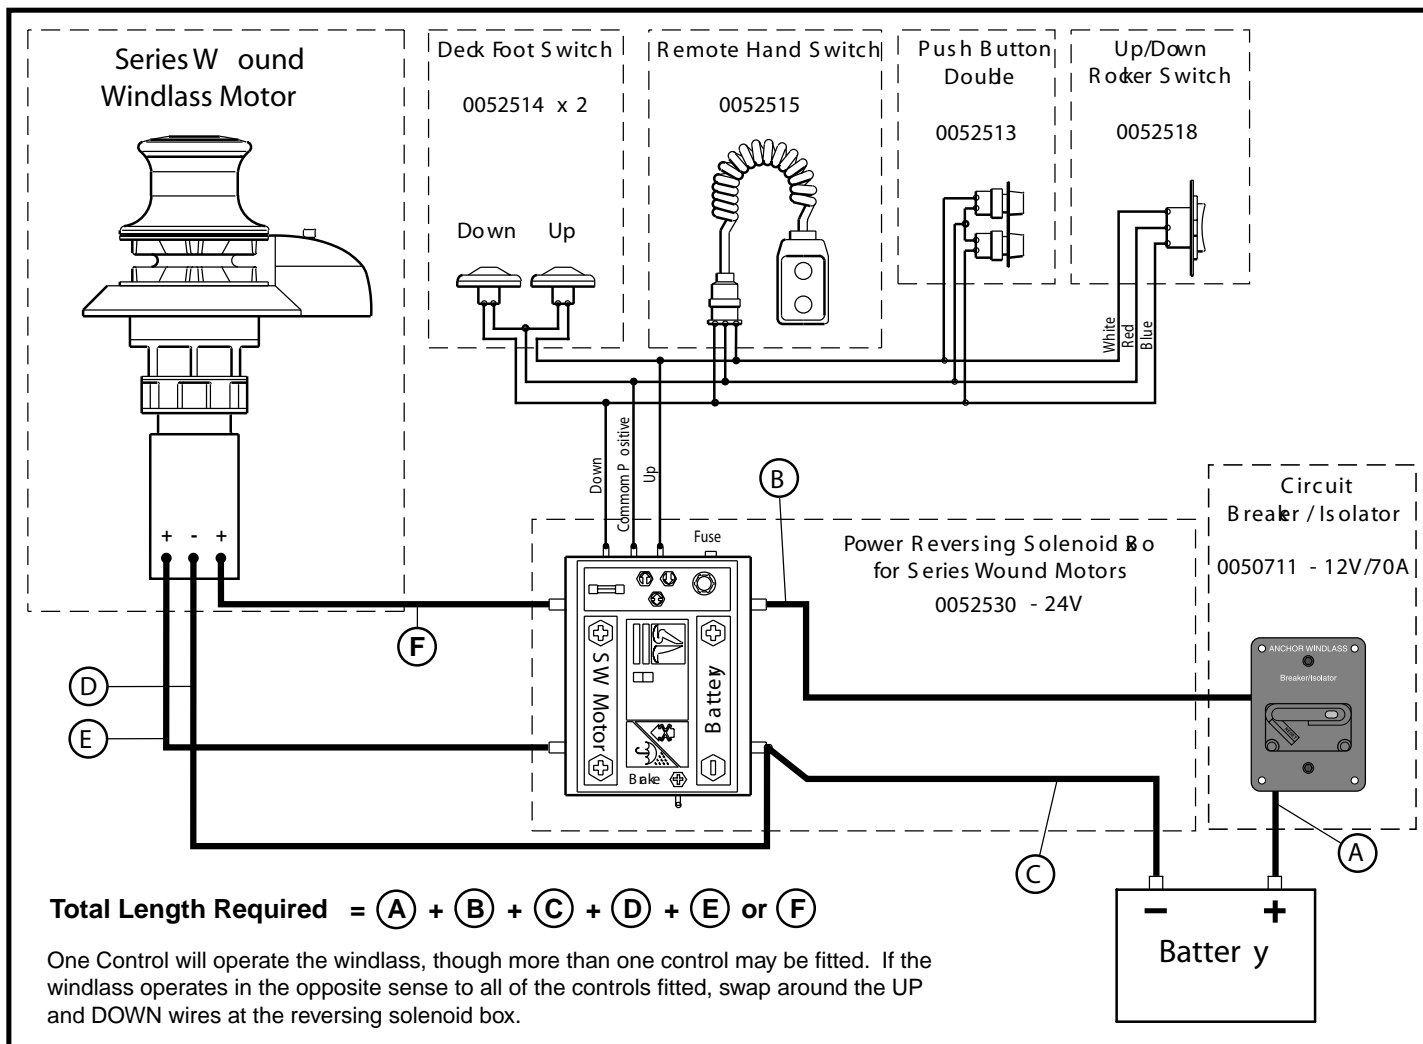 Series Wound
Windlass Motor
Deck Foot Switch
0052514 x 2
Down Up
Remote Hand Switch
0052515
Push Button
Double
0052513
Up/Down
Rocker Switch
0052518
White
Red
Blue
Down
Commom Positive
Up
B
Circuit
Breaker / Isolator
0050711 - 12V/70A
Fuse
Power Reversing Solenoid Box
for Series Wound Motors
0052530 - 24V
+ - +
F
D
E
SW Motor
Battery
Brake
ANCHOR WINDLASS
Breaker/Isolator
A
C
Total Length Required = A + B + C + D + E or F
- +
Battery
One Control will operate the windlass, though more than one control may be fitted. If the
windlass operates in the opposite sense to all of the controls fitted, swap around the UP
and DOWN wires at the reversing solenoid box.